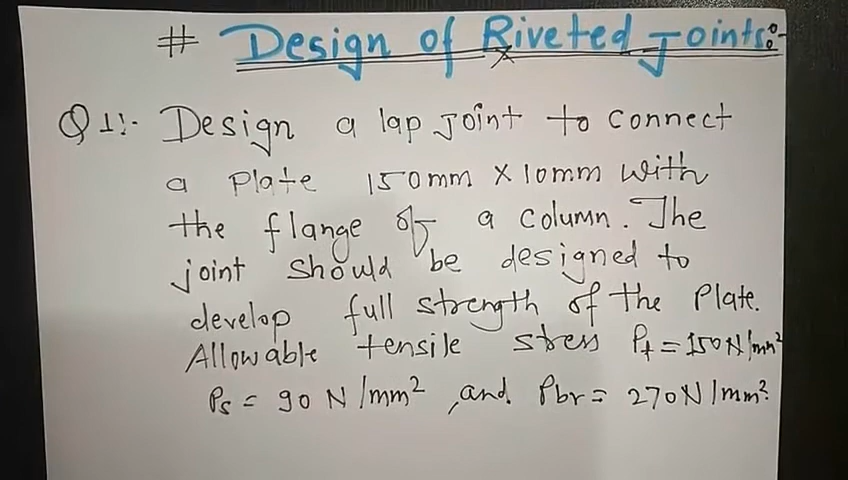 # Design of Riveted Joints:-
Q 1:- Design a lap joint to connect
a plate 150mm X 10mm with
the flange of a column. The
joint should be designed to
develop full strength of the plate.
Allowable tensile stress Pt = 150 N/mm²
Ps = 90 N/mm², and Pbr = 270 N/mm².